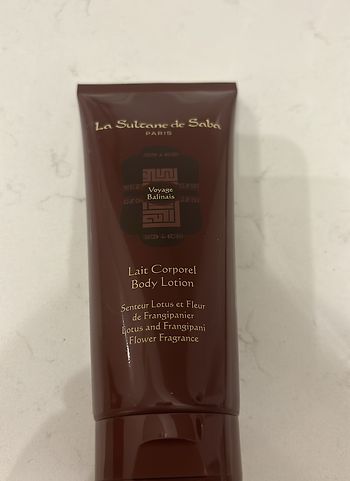 La Sultane de Saba
PARIS
Voyage
Balinais
Lait Corporel
Body Lotion
Senteur Lotus et Fleur
de Frangipanier
Lotus and Frangipani
Flower Fragrance